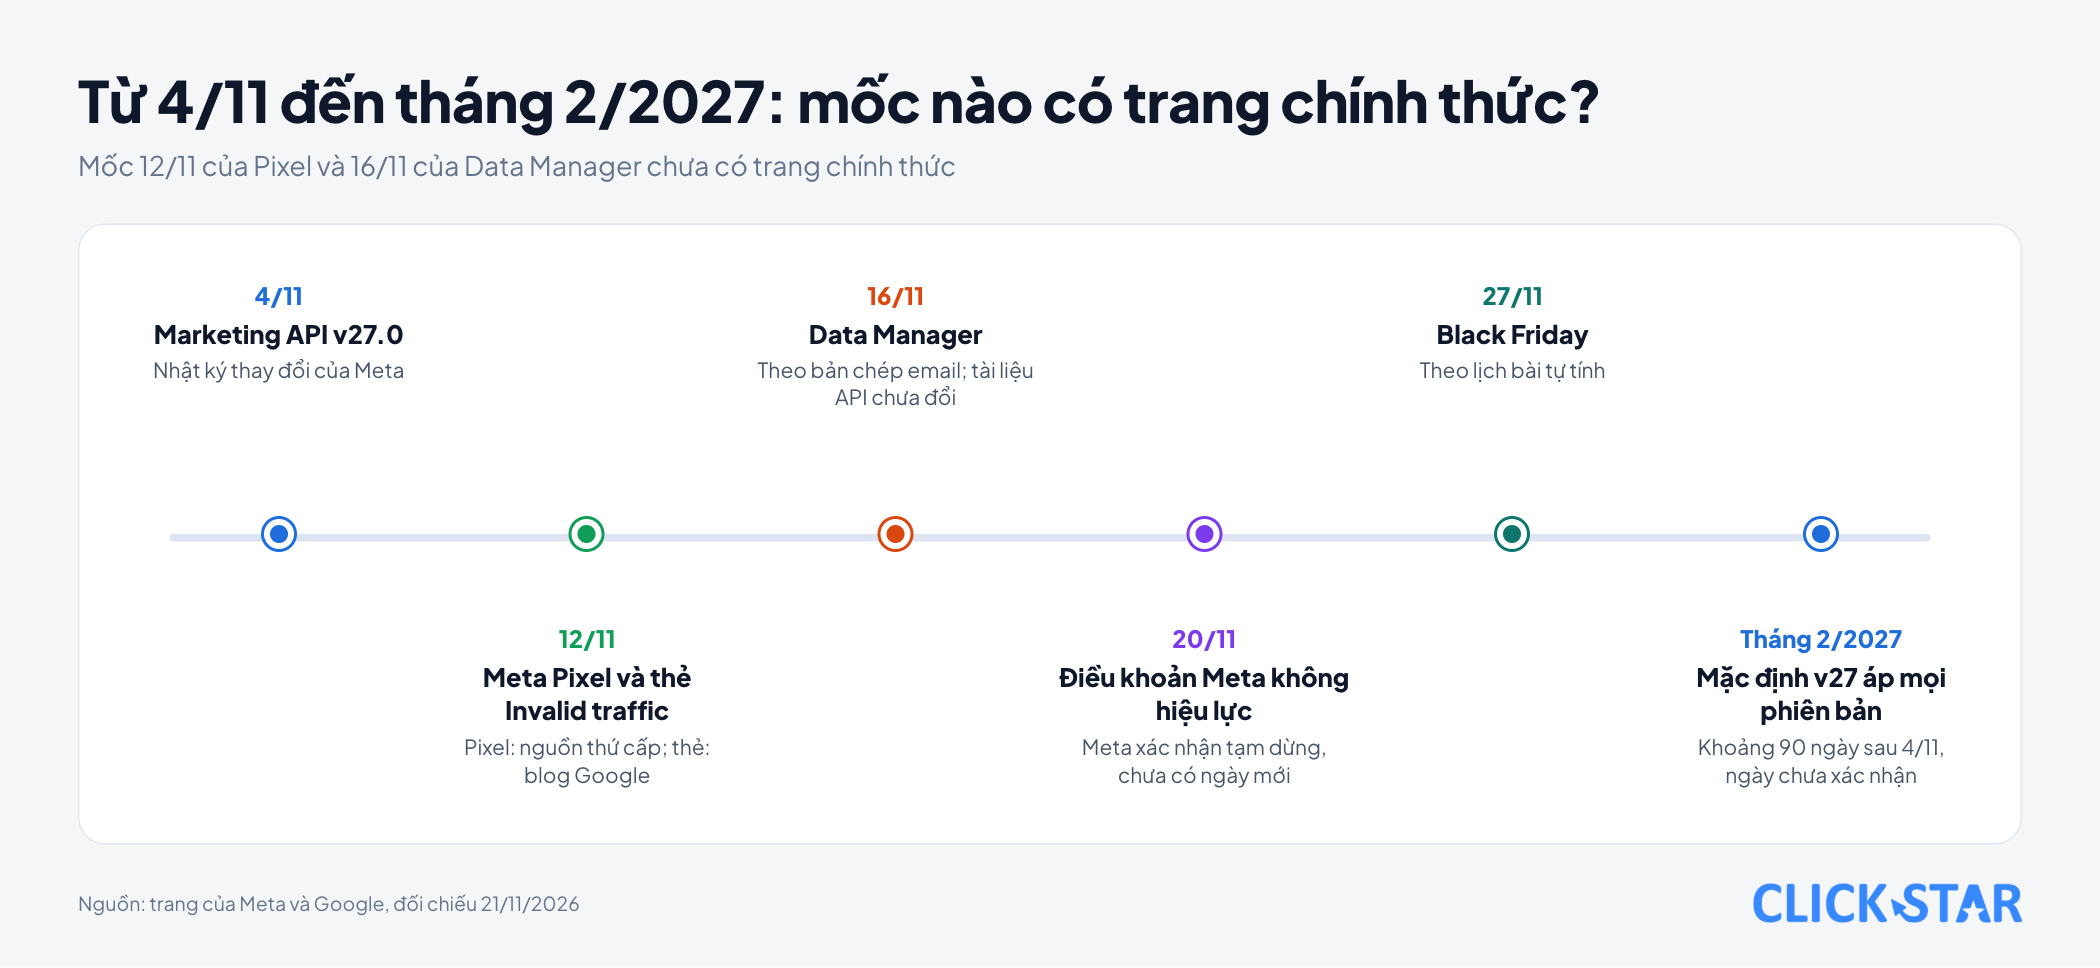 Từ 4/11 đến tháng 2/2027: mốc nào có trang chính thức?
Mốc 12/11 của Pixel và 16/11 của Data Manager chưa có trang chính thức
4/11
Marketing API v27.0
Nhật ký thay đổi của Meta
16/11
Data Manager
Theo bản chép email; tài liệu
API chưa đổi
27/11
Black Friday
Theo lịch bài tự tính
12/11
Meta Pixel và thẻ
Invalid traffic
Pixel: nguồn thứ cấp; thẻ:
blog Google
20/11
Điều khoản Meta không
hiệu lực
Meta xác nhận tạm dừng,
chưa có ngày mới
Tháng 2/2027
Mặc định v27 áp mọi
phiên bản
Khoảng 90 ngày sau 4/11,
ngày chưa xác nhận
Nguồn: trang của Meta và Google, đối chiếu 21/11/2026
CLICK STAR